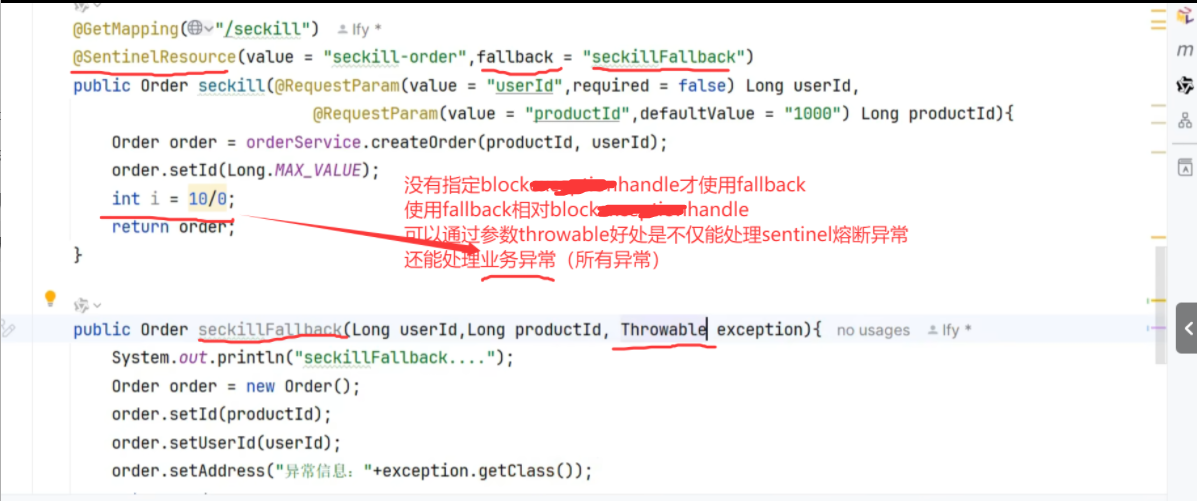 @GetMapping("/seckill") lfy *
@SentinelResource(value = "seckill-order",fallback = "seckillFallback")
public Order seckill(@RequestParam(value = "userId",required = false) Long userId,
@RequestParam(value = "productId",defaultValue = "1000") Long productId){
Order order = orderService.createOrder(productId, userId);
order.setId(Long.MAX_VALUE);
int i = 10/0;
return order;
}
没有指定block handle才使用fallback
使用fallback相对block handle
可以通过参数throwable好处是不仅能处理sentinel熔断异常
还能处理业务异常（所有异常）
public Order seckillFallback(Long userId,Long productId, Throwable exception){ no usages lfy *
System.out.println("seckillFallback....");
Order order = new Order();
order.setId(productId);
order.setUserId(userId);
order.setAddress("异常信息："+exception.getClass());
m